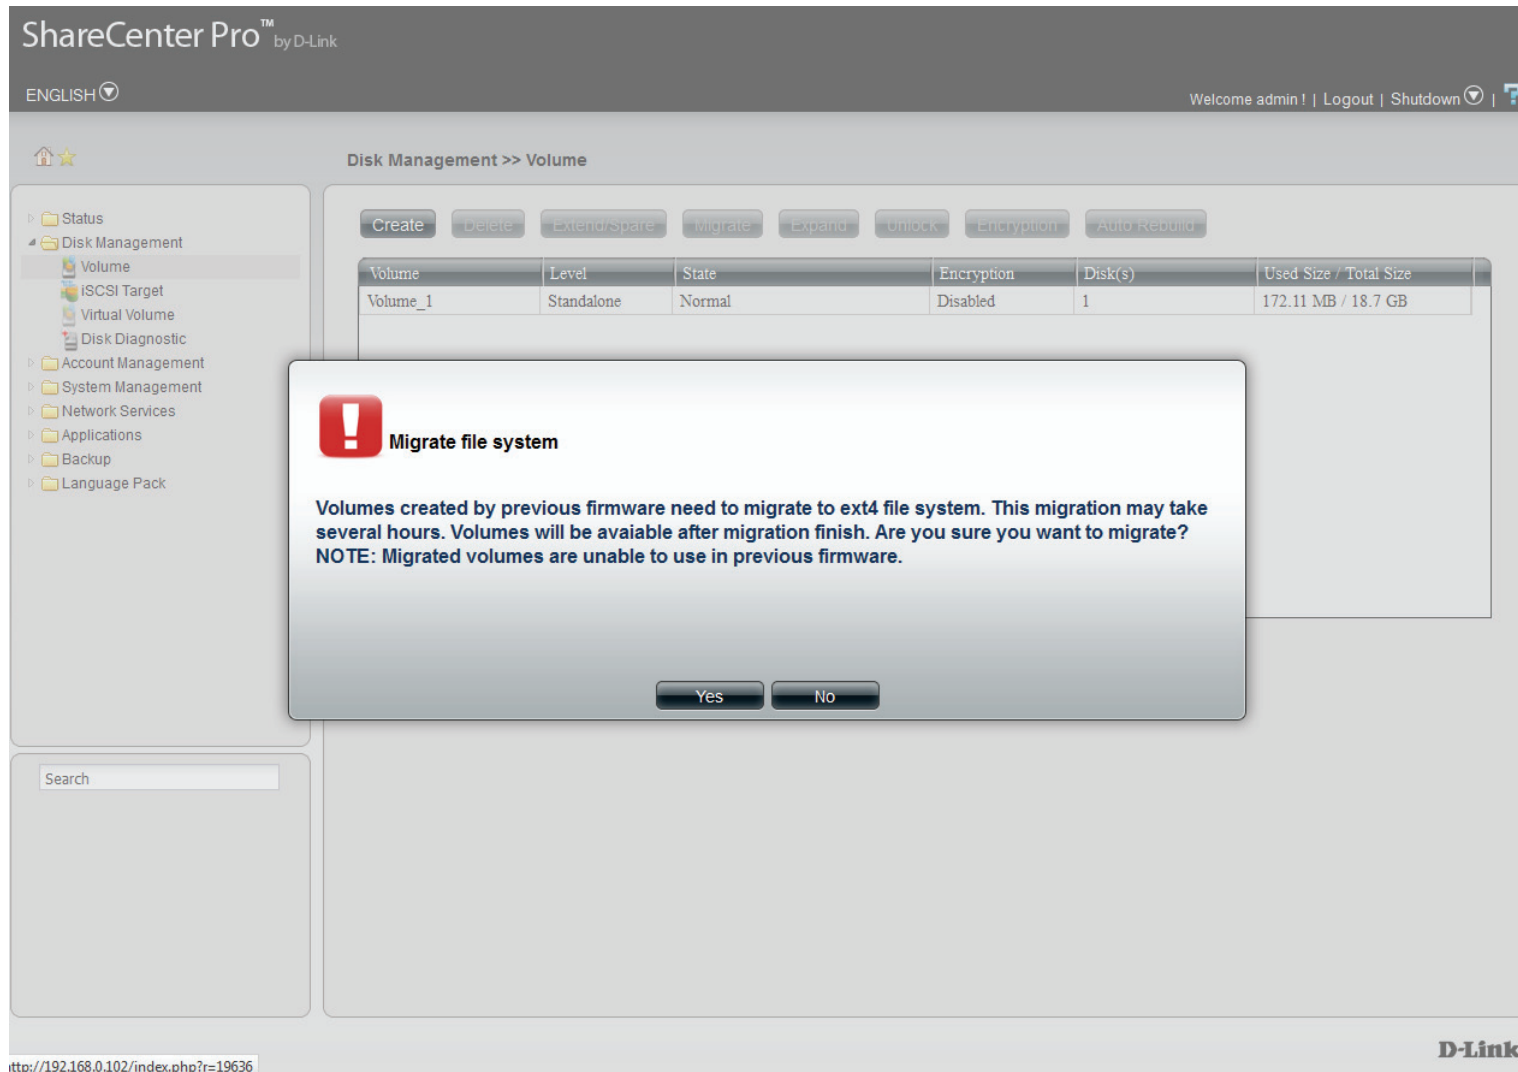 ShareCenter Pro™ by D-Link
ENGLISH
Welcome admin ! | Logout | Shutdown | ?
Disk Management >> Volume
Status
Disk Management
Volume
iSCSI Target
Virtual Volume
Disk Diagnostic
Account Management
System Management
Network Services
Applications
Backup
Language Pack
Search
Create Delete Extend/Spare Migrate Expand Unlock Encryption Auto Rebuild
Volume Level State Encryption Disk(s) Used Size / Total Size
Volume_1 Standalone Normal Disabled 1 172.11 MB / 18.7 GB
Migrate file system
Volumes created by previous firmware need to migrate to ext4 file system. This migration may take
several hours. Volumes will be avaiable after migration finish. Are you sure you want to migrate?
NOTE: Migrated volumes are unable to use in previous firmware.
Yes No
D-Link
ttp://192.168.0.102/index.php?r=19636